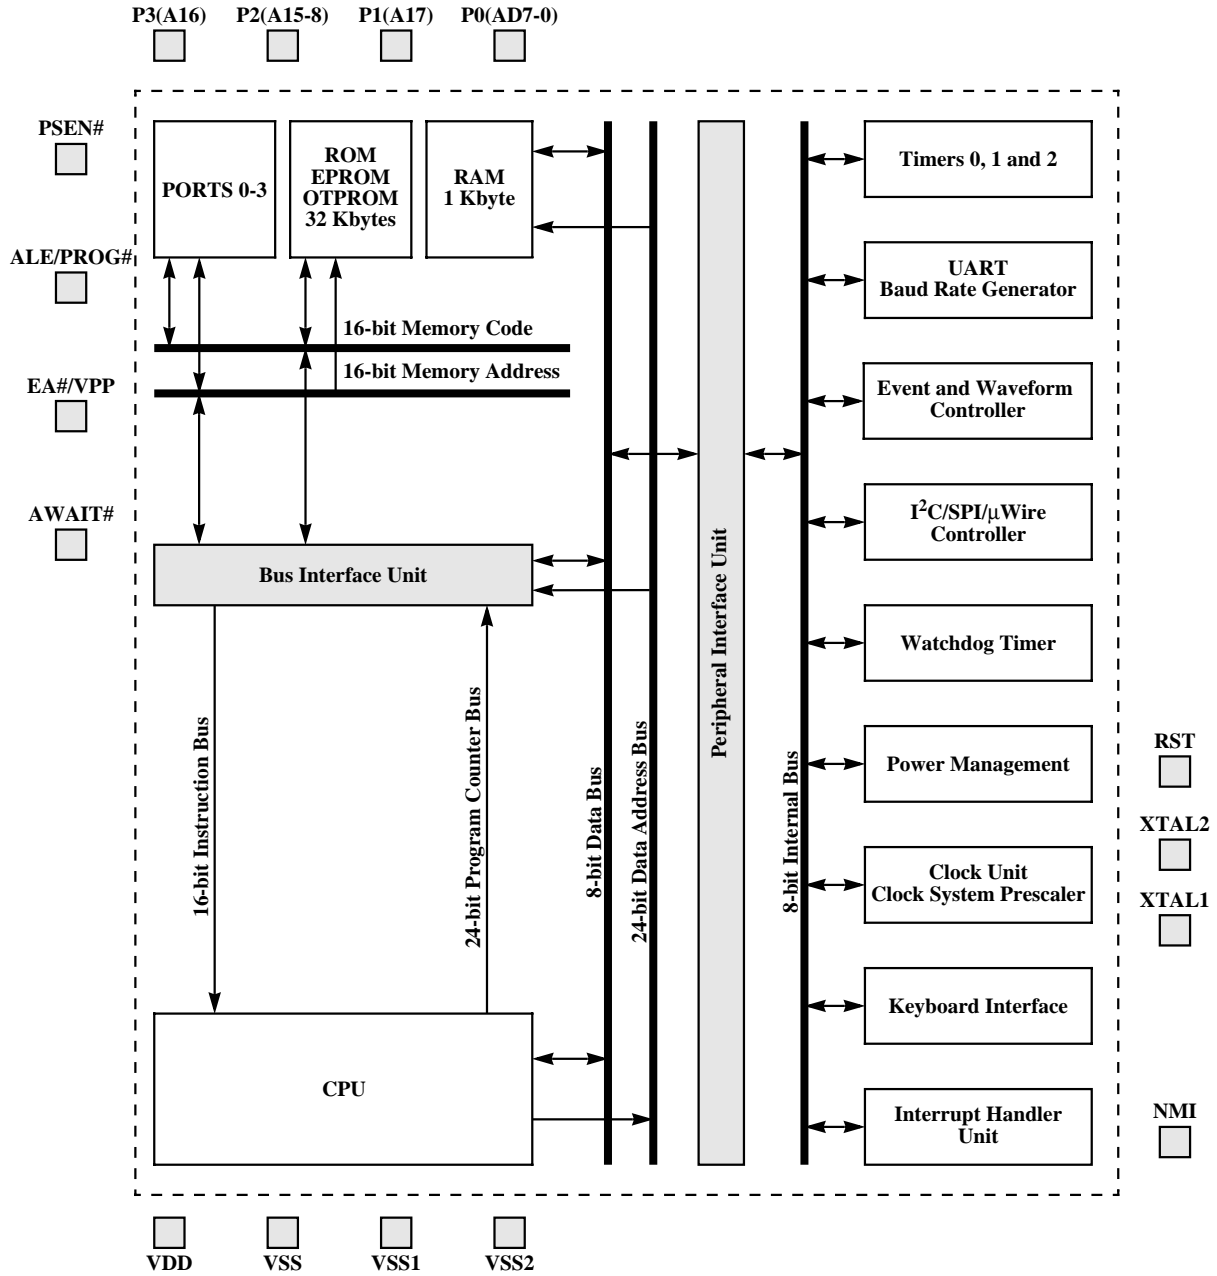 P3(A16) P2(A15-8) P1(A17) P0(AD7-0)
PSEN#
ALE/PROG#
EA#/VPP
AWAIT#
PORTS 0-3
ROM
EPROM
OTPROM
32 Kbytes
RAM
1 Kbyte
16-bit Memory Code
16-bit Memory Address
Bus Interface Unit
16-bit Instruction Bus
24-bit Program Counter Bus
CPU
8-bit Data Bus
24-bit Data Address Bus
Peripheral Interface Unit
8-bit Internal Bus
Timers 0, 1 and 2
UART
Baud Rate Generator
Event and Waveform
Controller
I²C/SPI/μWire
Controller
Watchdog Timer
Power Management
Clock Unit
Clock System Prescaler
Keyboard Interface
Interrupt Handler
Unit
RST
XTAL2
XTAL1
NMI
VDD VSS VSS1 VSS2